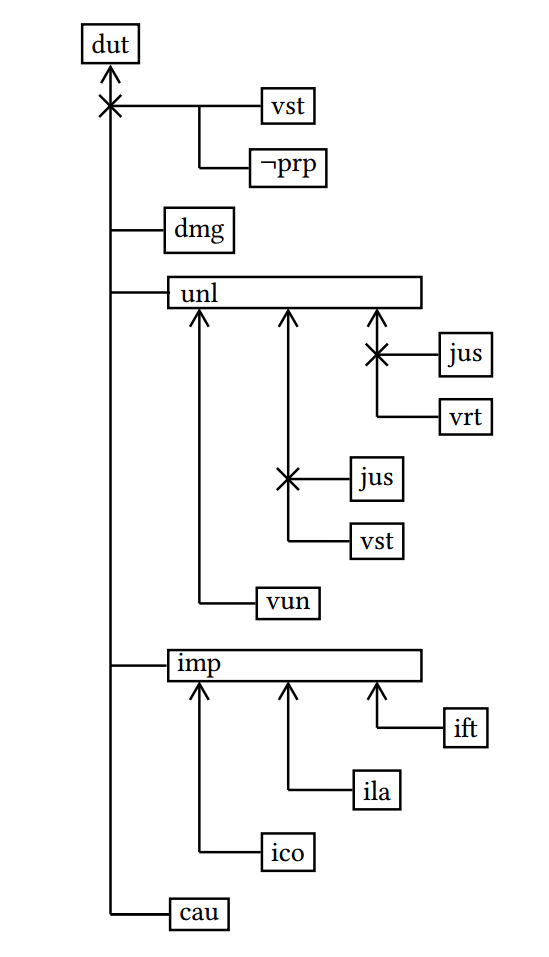 dut
vst
¬prp
dmg
unl
jus
vrt
jus
vst
vun
imp
ift
ila
ico
cau